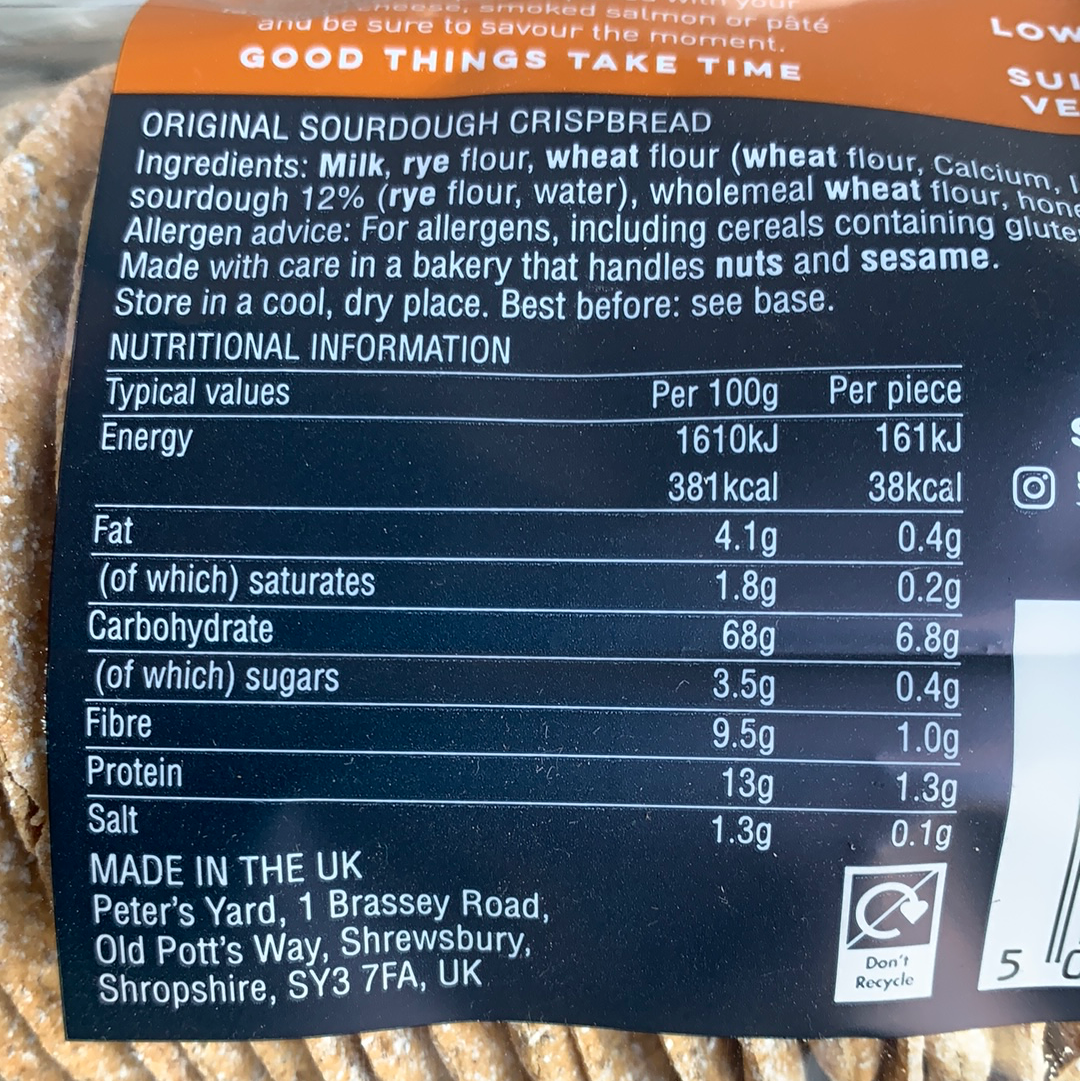 smoked salmon or pâté
and be sure to savour the moment.
GOOD THINGS TAKE TIME
LOW
ORIGINAL SOURDOUGH CRISPBREAD
Ingredients: Milk, rye flour, wheat flour (wheat flour, Calcium,
sourdough 12% (rye flour, water), wholemeal wheat flour,
Allergen advice: For allergens, including cereals containing
Made with care in a bakery that handles nuts and sesame.
Store in a cool, dry place. Best before: see base.
NUTRITIONAL INFORMATION
Typical values Per 100g Per piece
Energy 1610kJ 161kJ
381kcal 38kcal
Fat 4.1g 0.4g
(of which) saturates 1.8g 0.2g
Carbohydrate 68g 6.8g
(of which) sugars 3.5g 0.4g
Fibre 9.5g 1.0g
Protein 13g 1.3g
Salt 1.3g 0.1g
MADE IN THE UK
Peter's Yard, 1 Brassey Road,
Old Pott's Way, Shrewsbury,
Shropshire, SY3 7FA, UK
Don't
Recycle
5 0